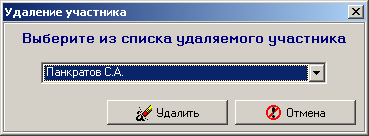 Удаление участника
Выберите из списка удаляемого участника
Панкратов С.А.
Удалить
Отмена